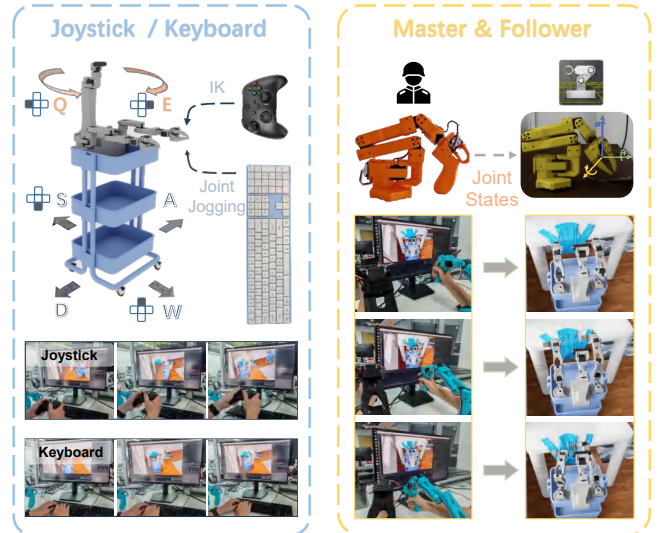 Joystick / Keyboard
Q
E
IK
Joint
Jogging
S
A
D
W
Joystick
Keyboard
Master & Follower
Joint
States